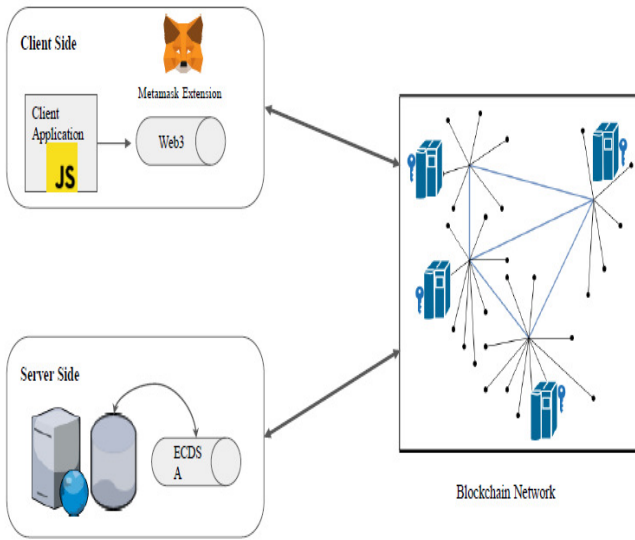 Client Side
Metamask Extension
Client
Application
JS
Web3
Server Side
ECDS
A
Blockchain Network